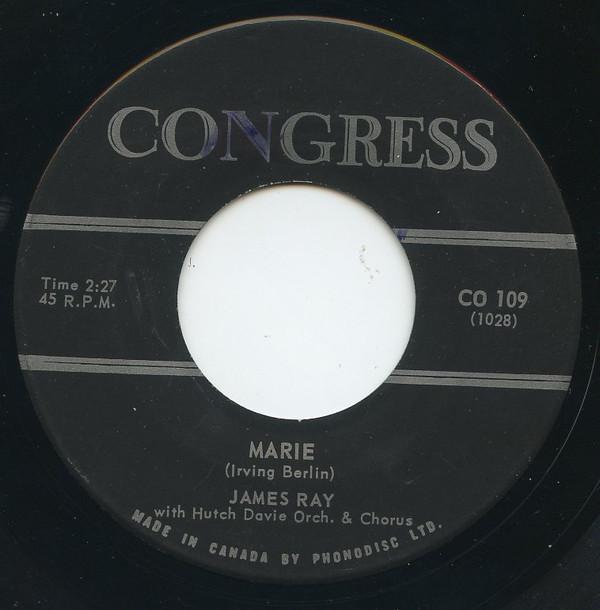 CONGRESS
Time 2:27
45 R.P.M.
CO 109
(1028)
MARIE
(Irving Berlin)
JAMES RAY
with Hutch Davie Orch. & Chorus
MADE IN CANADA BY PHONODISC LTD.